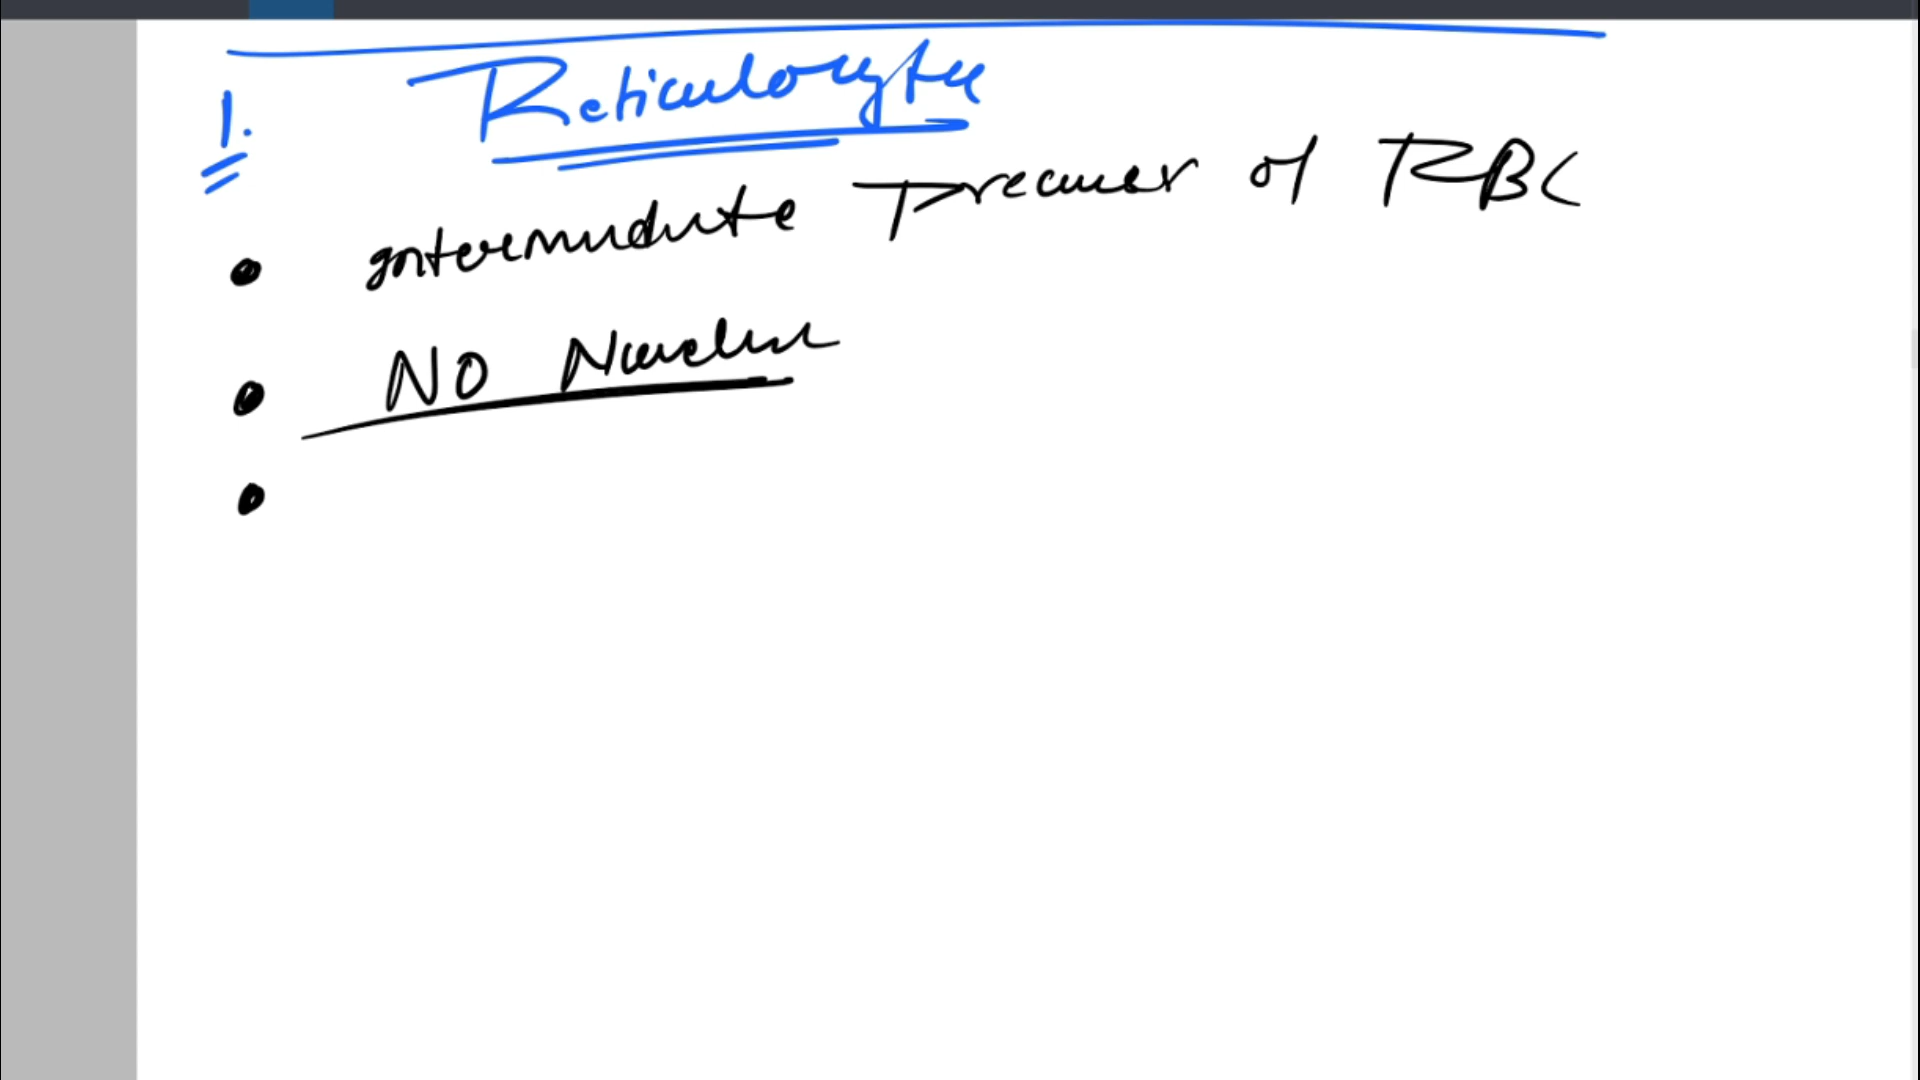 1. Reticulocyte
• intermediate Precursor of RBC
• NO Nucleus
•